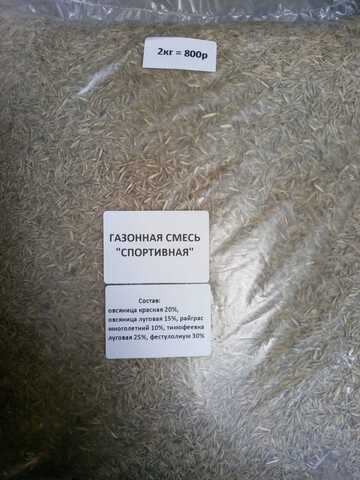 2кг = 800р
ГАЗОННАЯ СМЕСЬ
"СПОРТИВНАЯ"
Состав:
овсяница красная 20%,
овсяница луговая 15%, райграс
многолетний 10%, тимофеевка
луговая 25%, фестулолиум 30%